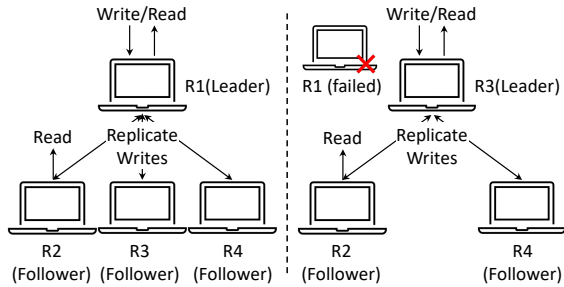 Write/Read
R1(Leader)
Read
Replicate
Writes
R2
(Follower)
R3
(Follower)
R4
(Follower)
Write/Read
R1 (failed)
R3(Leader)
Read
Replicate
Writes
R2
(Follower)
R4
(Follower)